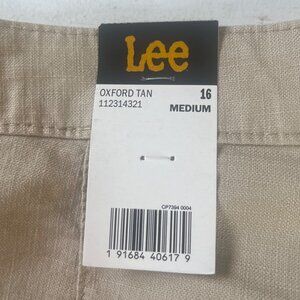 Lee
OXFORD TAN 16
112314321 MEDIUM
CP7394 0004
1 91684 40617 9